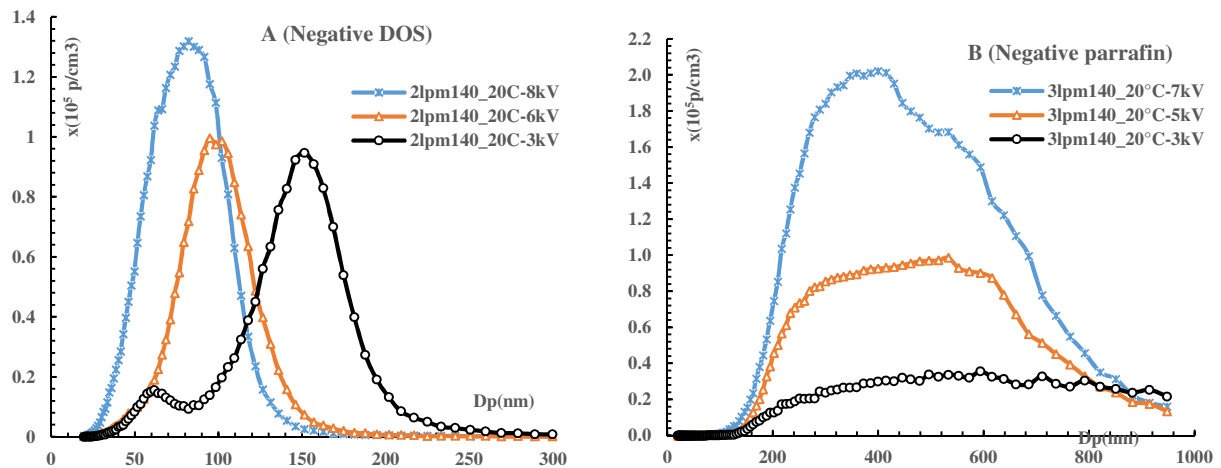 A (Negative DOS)
x(10⁵ p/cm3)
1.4
1.2
1
0.8
0.6
0.4
0.2
0
2lpm140_20C-8kV
2lpm140_20C-6kV
2lpm140_20C-3kV
Dp(nm)
0 50 100 150 200 250 300
B (Negative parrafin)
x(10⁵p/cm3)
2.2
2.0
1.8
1.6
1.4
1.2
1.0
0.8
0.6
0.4
0.2
0.0
3lpm140_20°C-7kV
3lpm140_20°C-5kV
3lpm140_20°C-3kV
Dp(nm)
0 200 400 600 800 1000